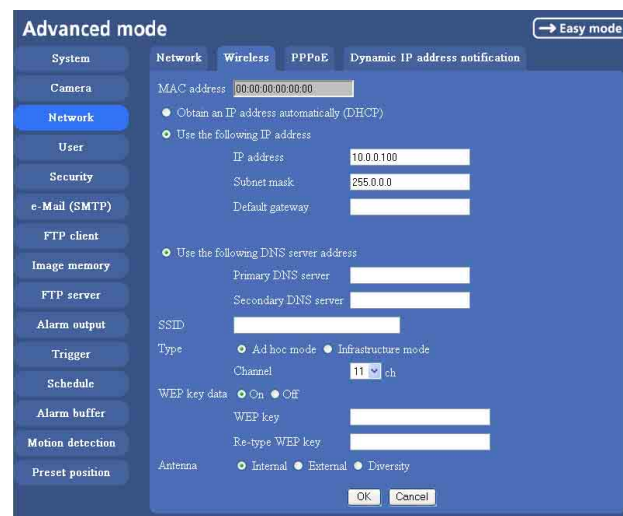 Advanced mode
→ Easy mode
System
Camera
Network
User
Security
e-Mail (SMTP)
FTP client
Image memory
FTP server
Alarm output
Trigger
Schedule
Alarm buffer
Motion detection
Preset position
Network Wireless PPPoE Dynamic IP address notification
MAC address 00:00:00:00:00:00
Obtain an IP address automatically (DHCP)
Use the following IP address
IP address 10.0.0.100
Subnet mask 255.0.0.0
Default gateway
Use the following DNS server address
Primary DNS server
Secondary DNS server
SSID
Type Ad hoc mode Infrastructure mode
Channel 11 ch
WEP key data On Off
WEP key
Re-type WEP key
Antenna Internal External Diversity
OK Cancel